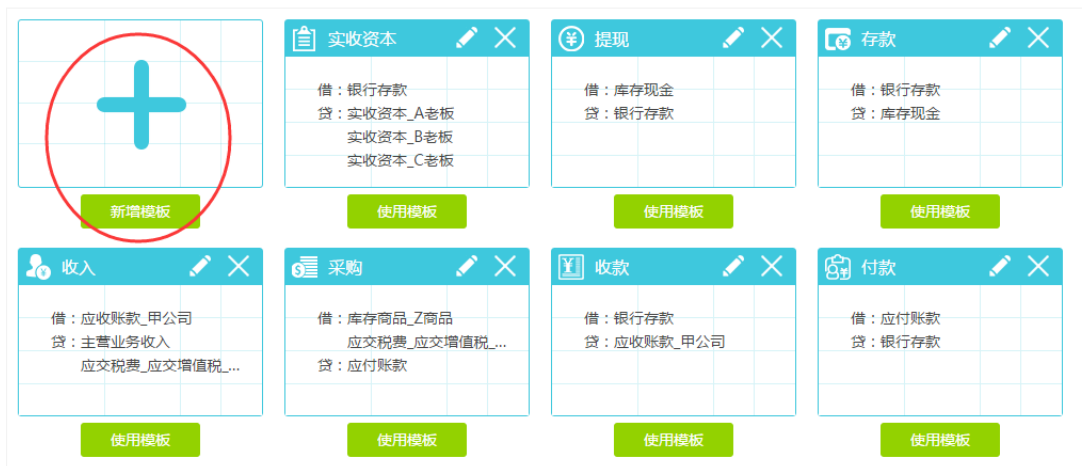 实收资本
提现
存款
借：银行存款
贷：实收资本_A老板
实收资本_B老板
实收资本_C老板
借：库存现金
贷：银行存款
借：银行存款
贷：库存现金
新增模板
使用模板
使用模板
使用模板
收入
采购
收款
付款
借：应收账款_甲公司
贷：主营业务收入
应交税费_应交增值税_...
借：库存商品_Z商品
应交税费_应交增值税_...
贷：应付账款
借：银行存款
贷：应收账款_甲公司
借：应付账款
贷：银行存款
使用模板
使用模板
使用模板
使用模板